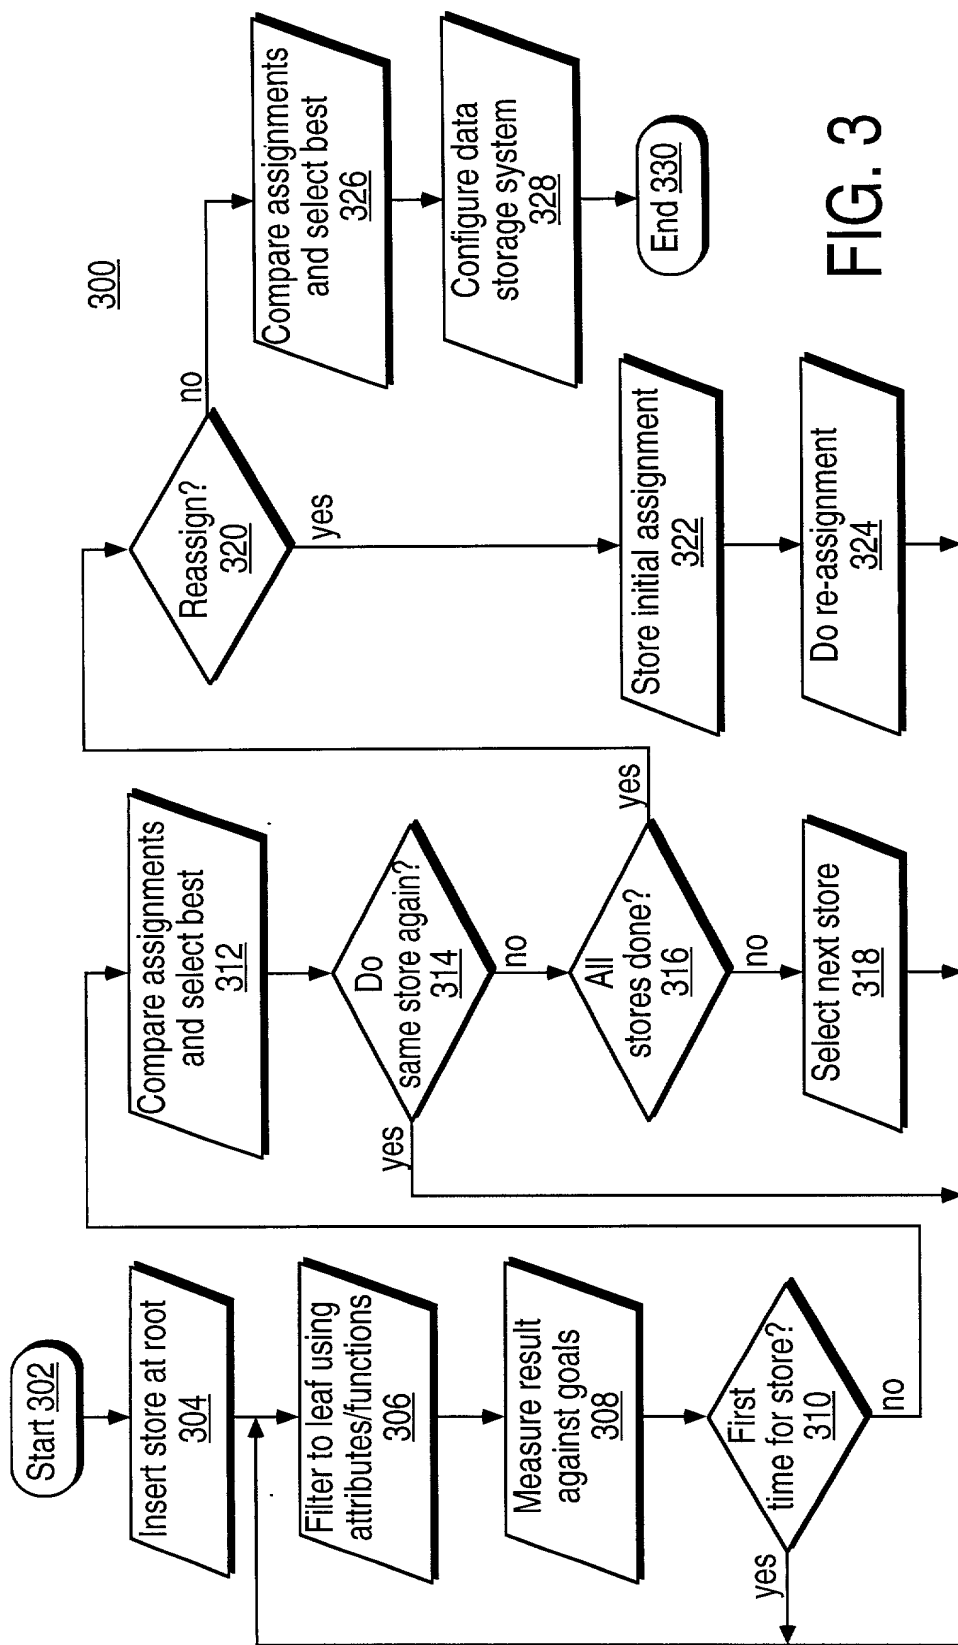 300
Start 302
Insert store at root
304
Filter to leaf using
attributes/functions
306
Measure result
against goals
308
First
time for store?
310
yes
no
Compare assignments
and select best
312
Do
same store again?
314
yes
no
All
stores done?
316
yes
no
Select next store
318
Reassign?
320
no
yes
Store initial assignment
322
Do re-assignment
324
Compare assignments
and select best
326
Configure data
storage system
328
End 330
FIG. 3